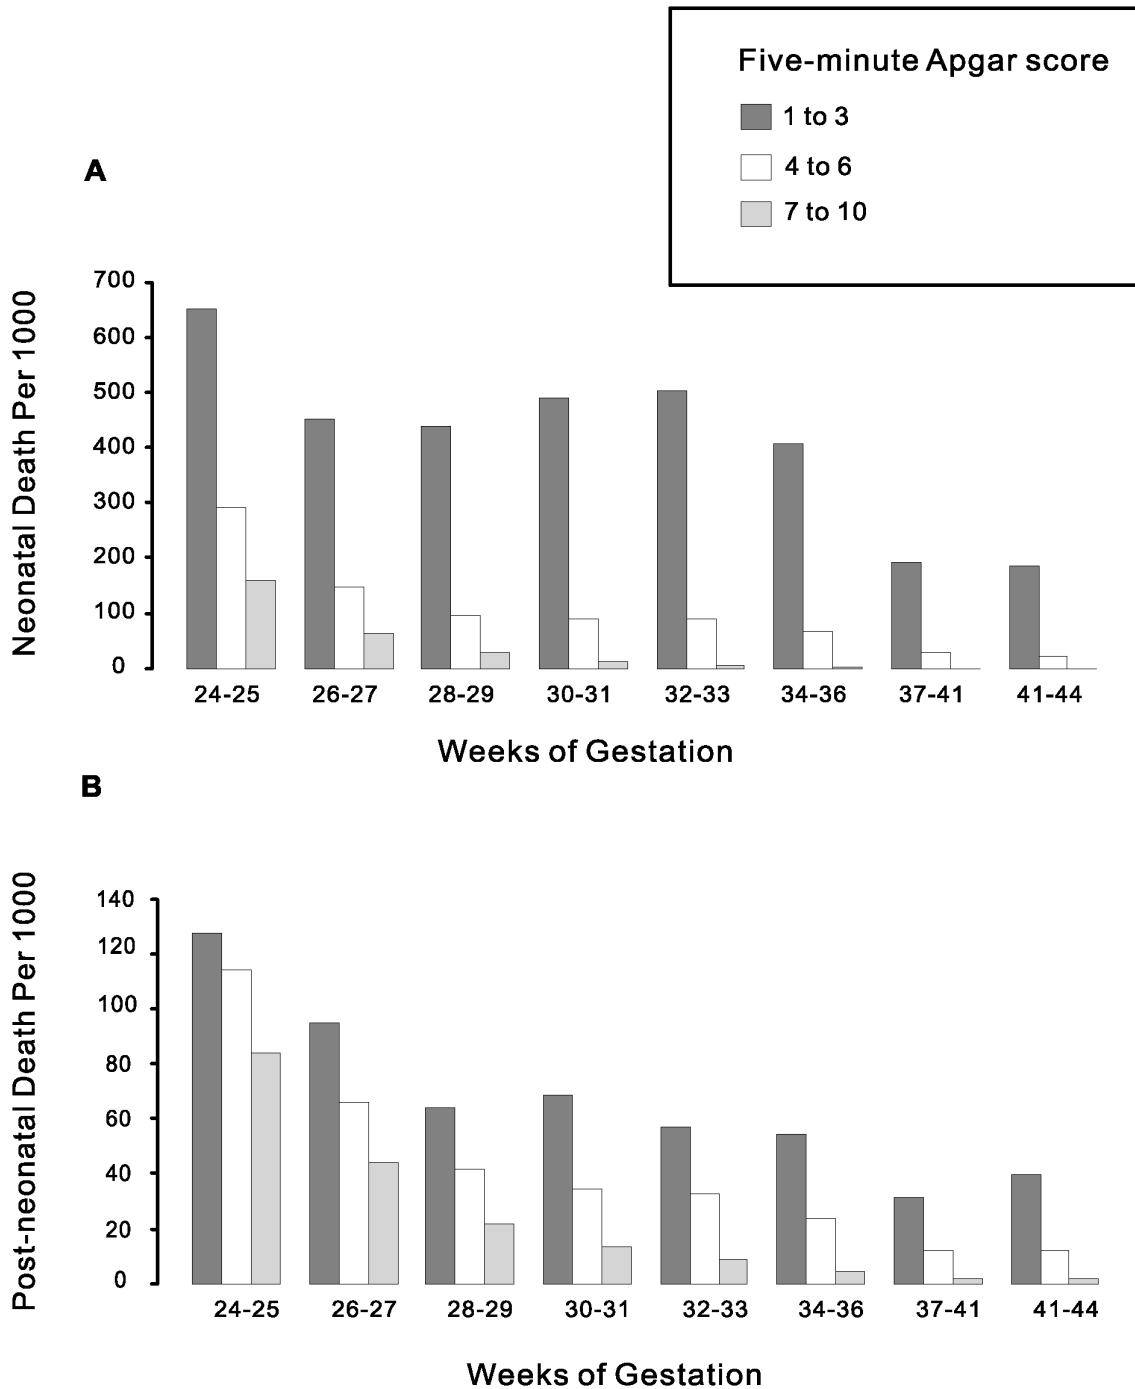 Five-minute Apgar score
1 to 3
4 to 6
7 to 10
A
Neonatal Death Per 1000
700
600
500
400
300
200
100
0
24-25 26-27 28-29 30-31 32-33 34-36 37-41 41-44
Weeks of Gestation
B
Post-neonatal Death Per 1000
140
120
100
80
60
40
20
0
24-25 26-27 28-29 30-31 32-33 34-36 37-41 41-44
Weeks of Gestation